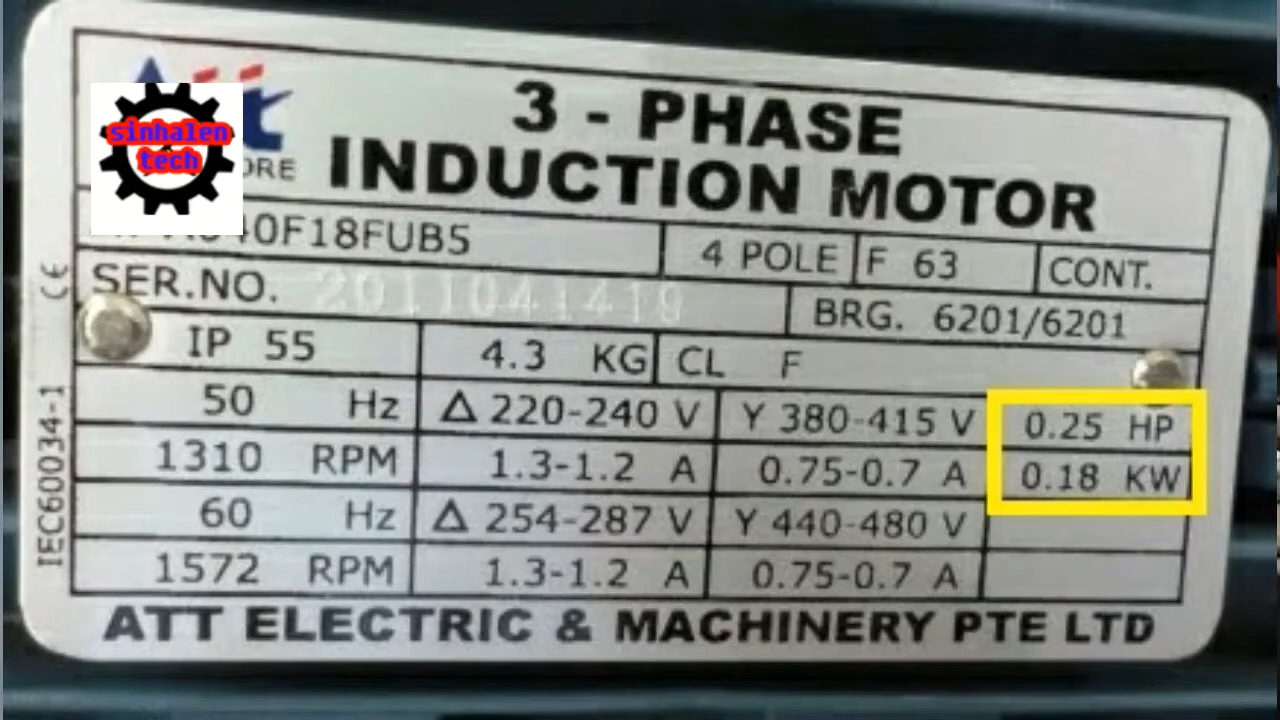 sinhalen
tech
3 - PHASE
INDUCTION MOTOR
4 POLE F 63 CONT.
SER.NO. 2011041419
BRG. 6201/6201
IP 55 4.3 KG CL F
50 Hz Δ 220-240 V Y 380-415 V 0.25 HP
1310 RPM 1.3-1.2 A 0.75-0.7 A 0.18 KW
60 Hz Δ 254-287 V Y 440-480 V
1572 RPM 1.3-1.2 A 0.75-0.7 A
ATT ELECTRIC & MACHINERY PTE LTD
CE
IEC60034-1